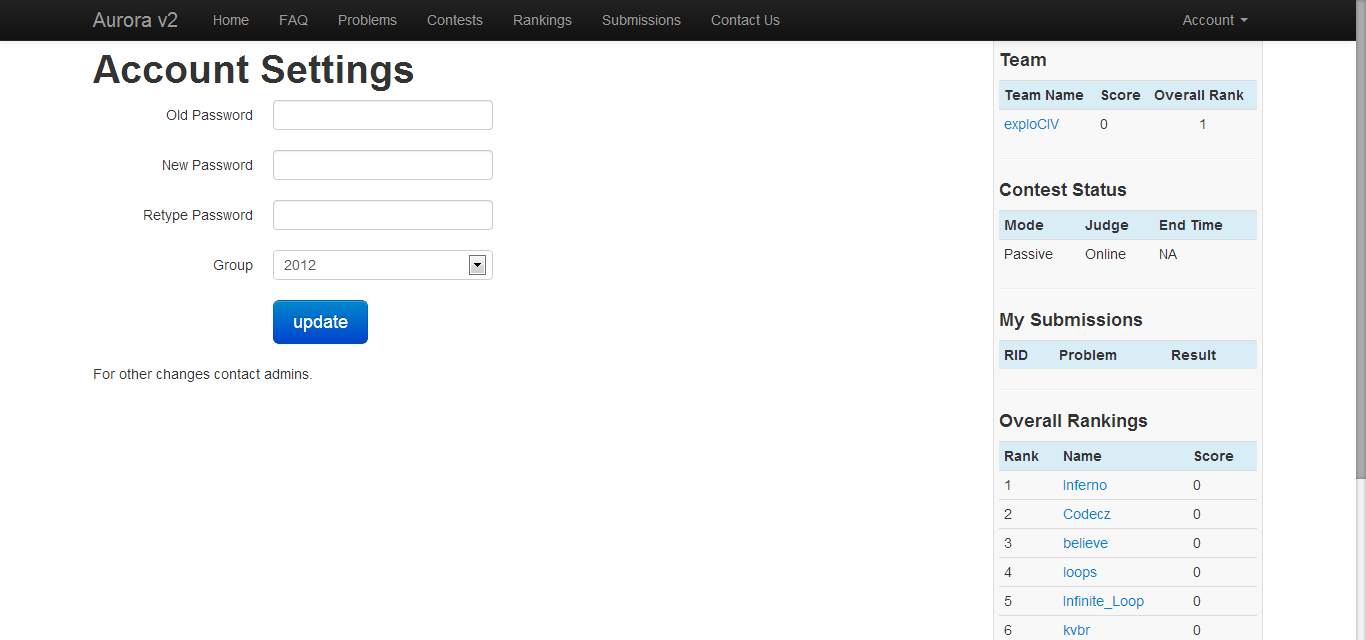 Aurora v2 Home FAQ Problems Contests Rankings Submissions Contact Us Account
Account Settings
Old Password
New Password
Retype Password
Group 2012
update
For other changes contact admins.
Team
Team Name Score Overall Rank
exploCIV 0 1
Contest Status
Mode Judge End Time
Passive Online NA
My Submissions
RID Problem Result
Overall Rankings
Rank Name Score
1 Inferno 0
2 Codecz 0
3 believe 0
4 loops 0
5 Infinite_Loop 0
6 kvbr 0